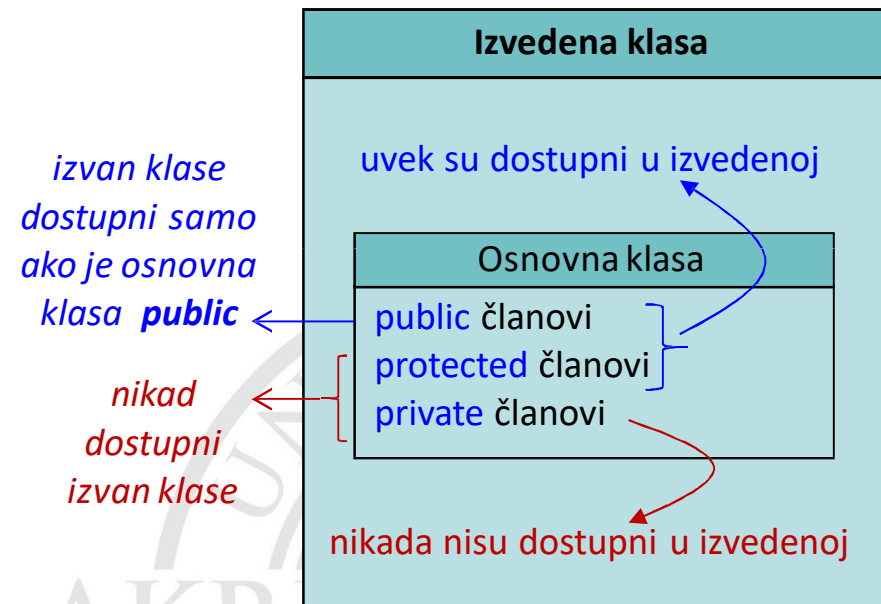 Izvedena klasa
izvan klase
dostupni samo
ako je osnovna
klasa public
uvek su dostupni u izvedenoj
Osnovna klasa
public članovi
protected članovi
private članovi
nikad
dostupni
izvan klase
nikada nisu dostupni u izvedenoj